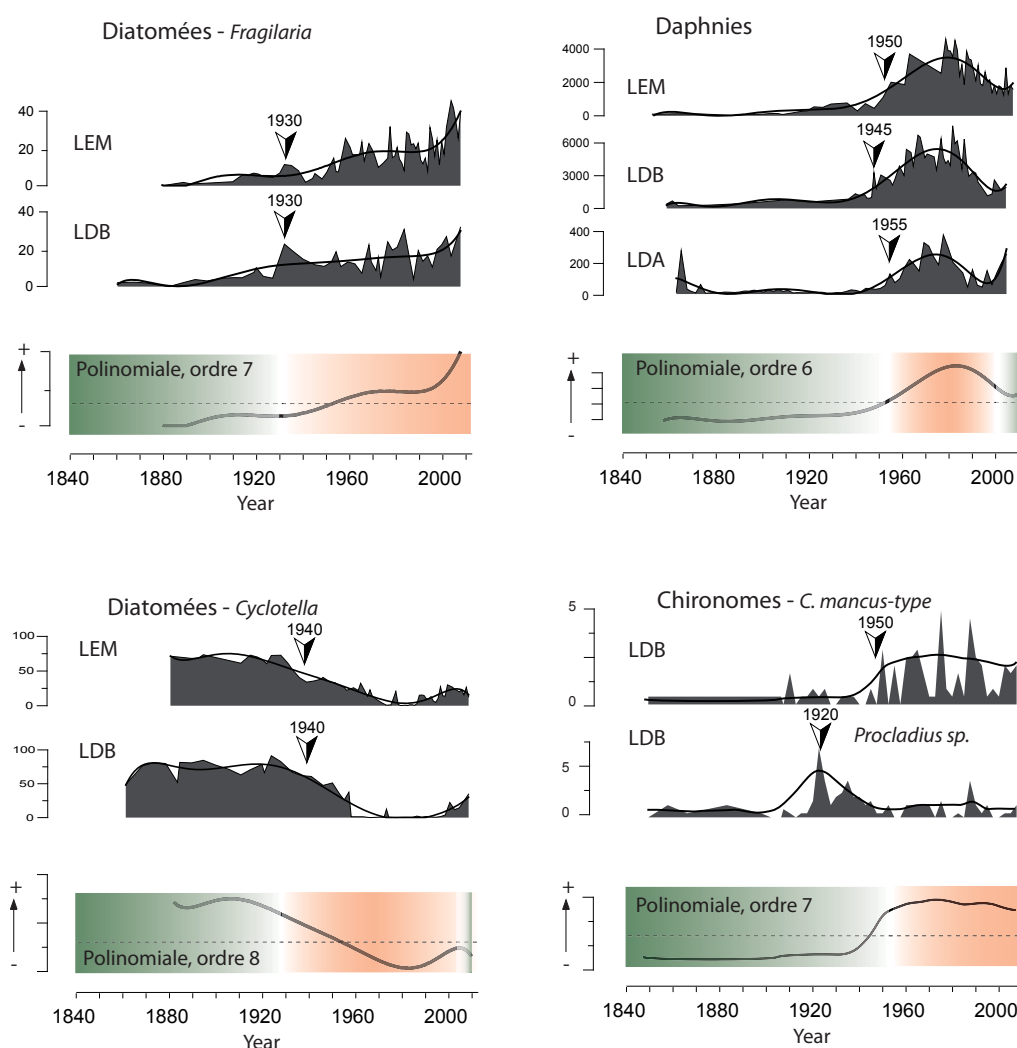 Diatomées - Fragilaria
1930
40
LEM
20
0
1930
40
LDB
20
0
+
Polinomiale, ordre 7
-
1840 1880 1920 1960 2000
Year
Daphnies
1950
4000
LEM
2000
0
1945
6000
LDB
3000
0
1955
400
LDA
200
0
+
Polinomiale, ordre 6
-
1840 1880 1920 1960 2000
Year
Diatomées - Cyclotella
1940
100
LEM
50
0
1940
100
LDB
50
0
+
Polinomiale, ordre 8
-
1840 1880 1920 1960 2000
Year
Chironomes - C. mancus-type
5
1950
LDB
0
1920
LDB
Procladius sp.
5
0
+
Polinomiale, ordre 7
-
1840 1880 1920 1960 2000
Year